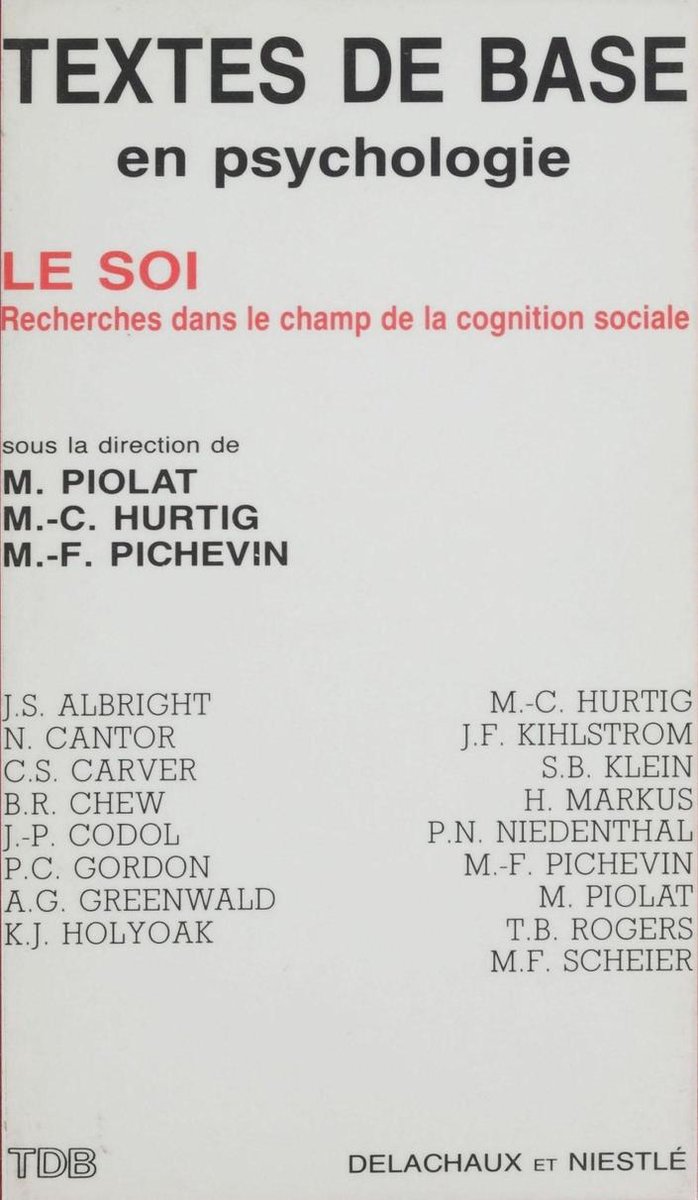 TEXTES DE BASE
en psychologie
LE SOI
Recherches dans le champ de la cognition sociale
sous la direction de
M. PIOLAT
M.-C. HURTIG
M.-F. PICHEVIN
J.S. ALBRIGHT
N. CANTOR
C.S. CARVER
B.R. CHEW
J.-P. CODOL
P.C. GORDON
A.G. GREENWALD
K.J. HOLYOAK
M.-C. HURTIG
J.F. KIHLSTROM
S.B. KLEIN
H. MARKUS
P.N. NIEDENTHAL
M.-F. PICHEVIN
M. PIOLAT
T.B. ROGERS
M.F. SCHEIER
TDB
DELACHAUX ET NIESTLÉ